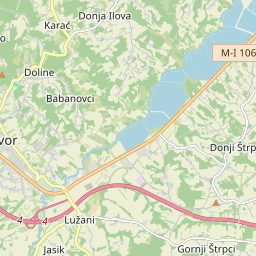 Donja Ilova
Karać
M-I 106
Doline
Babanovci
vor
Donji Štrp
4
4
Lužani
Jasik
Gornji Štrpci